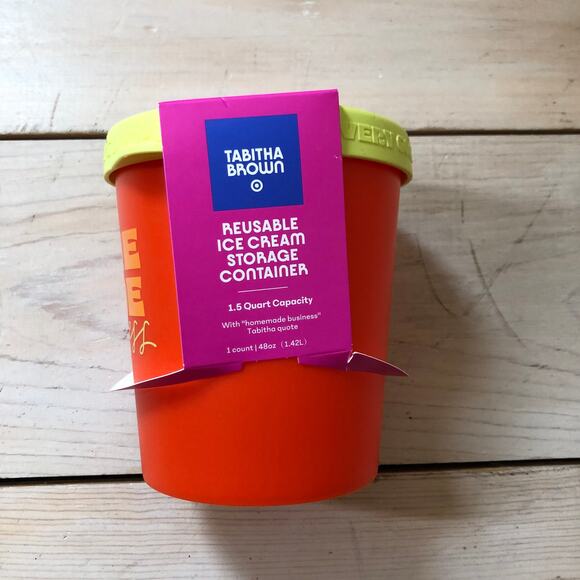 VERY
TABITHA
BROWN
REUSABLE
ICE CREAM
STORAGE
CONTAINER
1.5 Quart Capacity
With "homemade business"
Tabitha quote
1 count | 48oz (1.42L)